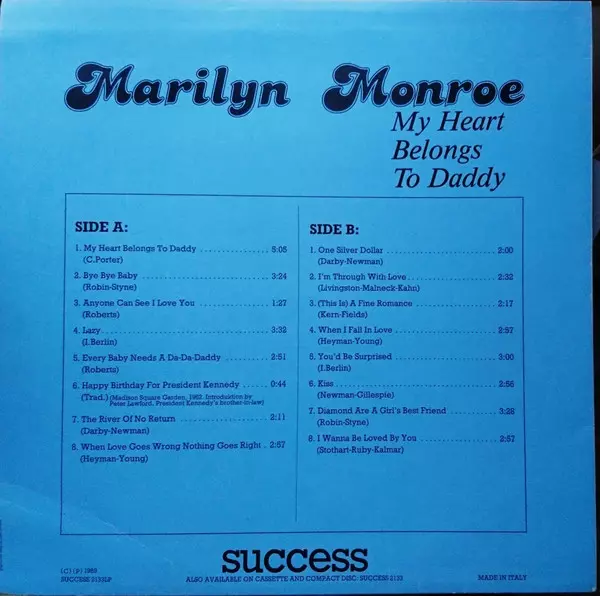 Marilyn Monroe
My Heart
Belongs
To Daddy
SIDE A:
1. My Heart Belongs To Daddy ............... 5:05
(C.Porter)
2. Bye Bye Baby ............... 3:24
(Robin-Styne)
3. Anyone Can See I Love You ............... 1:27
(Roberts)
4. Lazy ............... 3:32
(I.Berlin)
5. Every Baby Needs A Da-Da-Daddy ......... 2:51
(Roberts)
6. Happy Birthday For President Kennedy ..... 0:44
(Trad.) (Madison Square Garden, 1962. Introduktion by
Peter Lawford, President Kennedy's brother-in-law)
7. The River Of No Return ............... 2:11
(Darby-Newman)
8. When Love Goes Wrong Nothing Goes Right . 2:57
(Heyman-Young)
SIDE B:
1. One Silver Dollar ............... 2:00
(Darby-Newman)
2. I'm Through With Love ............... 2:32
(Livingston-Malneck-Kahn)
3. (This Is) A Fine Romance ............... 2:17
(Kern-Fields)
4. When I Fall In Love ............... 2:57
(Heyman-Young)
5. You'd Be Surprised ............... 3:00
(I.Berlin)
6. Kiss ............... 2:56
(Newman-Gillespie)
7. Diamond Are A Girl's Best Friend ............ 3:28
(Robin-Styne)
8. I Wanna Be Loved By You ............... 2:57
(Stothart-Ruby-Kalmar)
success
(C) (P) 1989
SUCCESS 2133LP
ALSO AVAILABLE ON CASSETTE AND COMPACT DISC: SUCCESS 2133
MADE IN ITALY